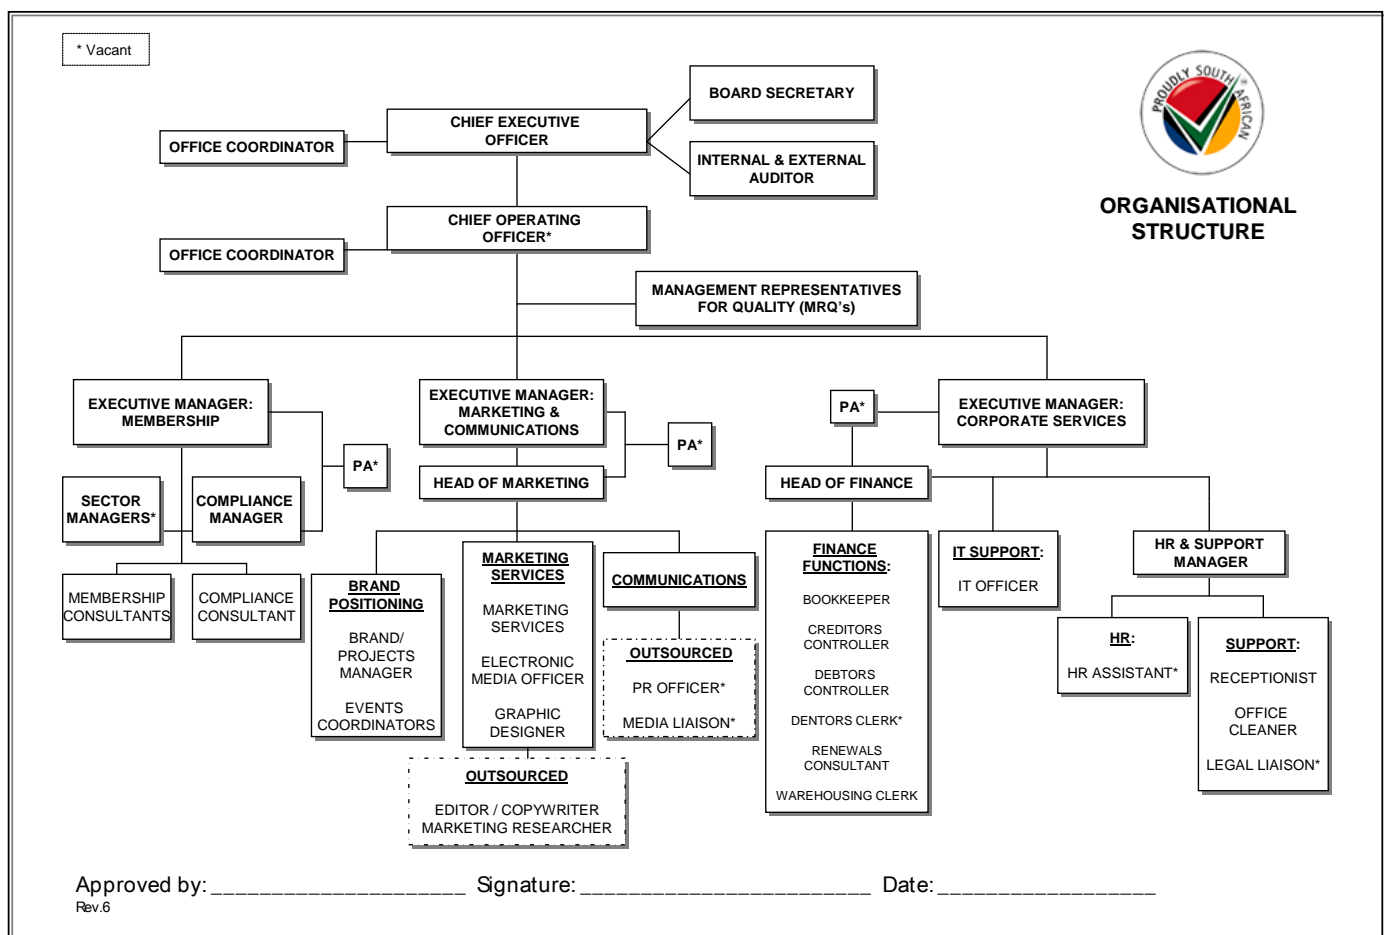 * Vacant
PROUDLY SOUTH AFRICAN
ORGANISATIONAL
STRUCTURE
BOARD SECRETARY
CHIEF EXECUTIVE
OFFICER
OFFICE COORDINATOR
INTERNAL & EXTERNAL
AUDITOR
CHIEF OPERATING
OFFICER*
OFFICE COORDINATOR
MANAGEMENT REPRESENTATIVES
FOR QUALITY (MRQ's)
EXECUTIVE MANAGER:
MEMBERSHIP
PA*
SECTOR
MANAGERS*
COMPLIANCE
MANAGER
MEMBERSHIP
CONSULTANTS
COMPLIANCE
CONSULTANT
EXECUTIVE MANAGER:
MARKETING &
COMMUNICATIONS
PA*
HEAD OF MARKETING
BRAND
POSITIONING
BRAND/
PROJECTS
MANAGER
EVENTS
COORDINATORS
MARKETING
SERVICES
MARKETING
SERVICES
ELECTRONIC
MEDIA OFFICER
GRAPHIC
DESIGNER
OUTSOURCED
EDITOR / COPYWRITER
MARKETING RESEARCHER
COMMUNICATIONS
OUTSOURCED
PR OFFICER*
MEDIA LIAISON*
PA*
EXECUTIVE MANAGER:
CORPORATE SERVICES
HEAD OF FINANCE
FINANCE
FUNCTIONS:
BOOKKEEPER
CREDITORS
CONTROLLER
DEBTORS
CONTROLLER
DENTORS CLERK*
RENEWALS
CONSULTANT
WAREHOUSING CLERK
IT SUPPORT:
IT OFFICER
HR & SUPPORT
MANAGER
HR:
HR ASSISTANT*
SUPPORT:
RECEPTIONIST
OFFICE
CLEANER
LEGAL LIAISON*
Approved by: _____________________ Signature: ________________________ Date: __________________
Rev.6